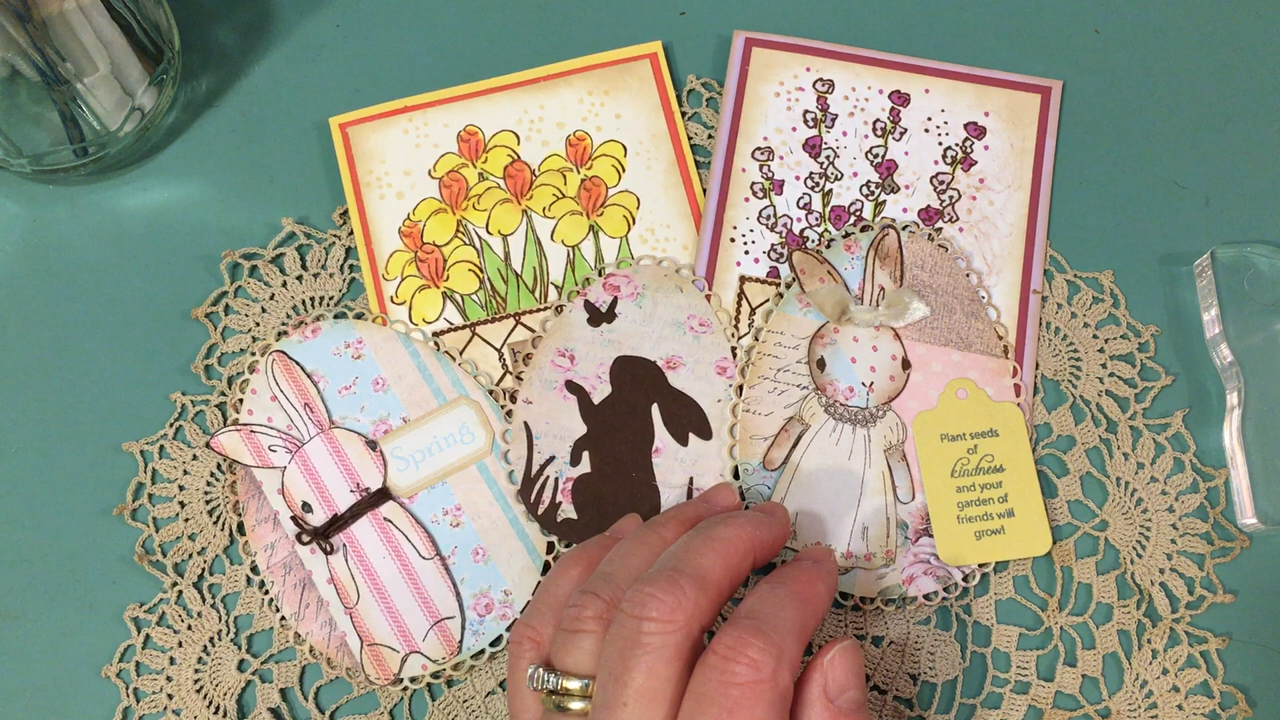 Spring
Plant seeds
of
kindness
and your
garden of
friends will
grow!